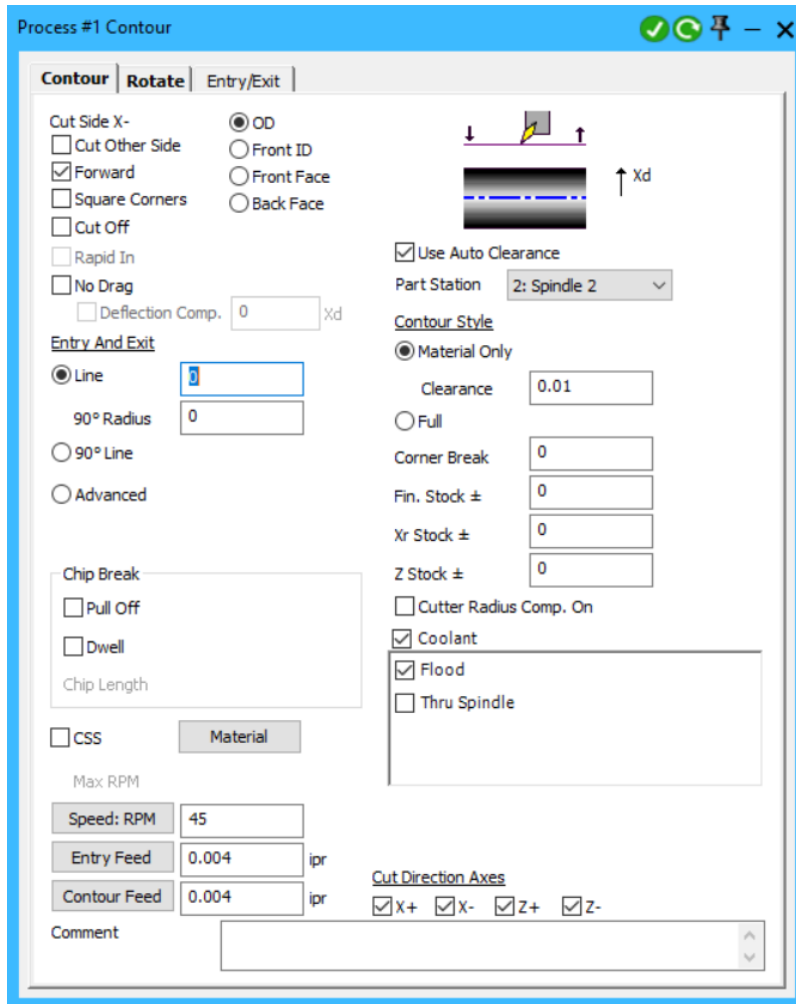 Process #1 Contour
Contour Rotate Entry/Exit
Cut Side X-
Cut Other Side
Forward
Square Corners
Cut Off
Rapid In
No Drag
Deflection Comp. 0 Xd
OD
Front ID
Front Face
Back Face
Xd
Use Auto Clearance
Part Station 2: Spindle 2
Entry And Exit
Line 0
90° Radius 0
90° Line
Advanced
Contour Style
Material Only
Clearance 0.01
Full
Corner Break 0
Fin. Stock ± 0
Xr Stock ± 0
Z Stock ± 0
Cutter Radius Comp. On
Coolant
Flood
Thru Spindle
Chip Break
Pull Off
Dwell
Chip Length
CSS Material
Max RPM
Speed: RPM 45
Entry Feed 0.004 ipr
Contour Feed 0.004 ipr
Cut Direction Axes
X+ X- Z+ Z-
Comment